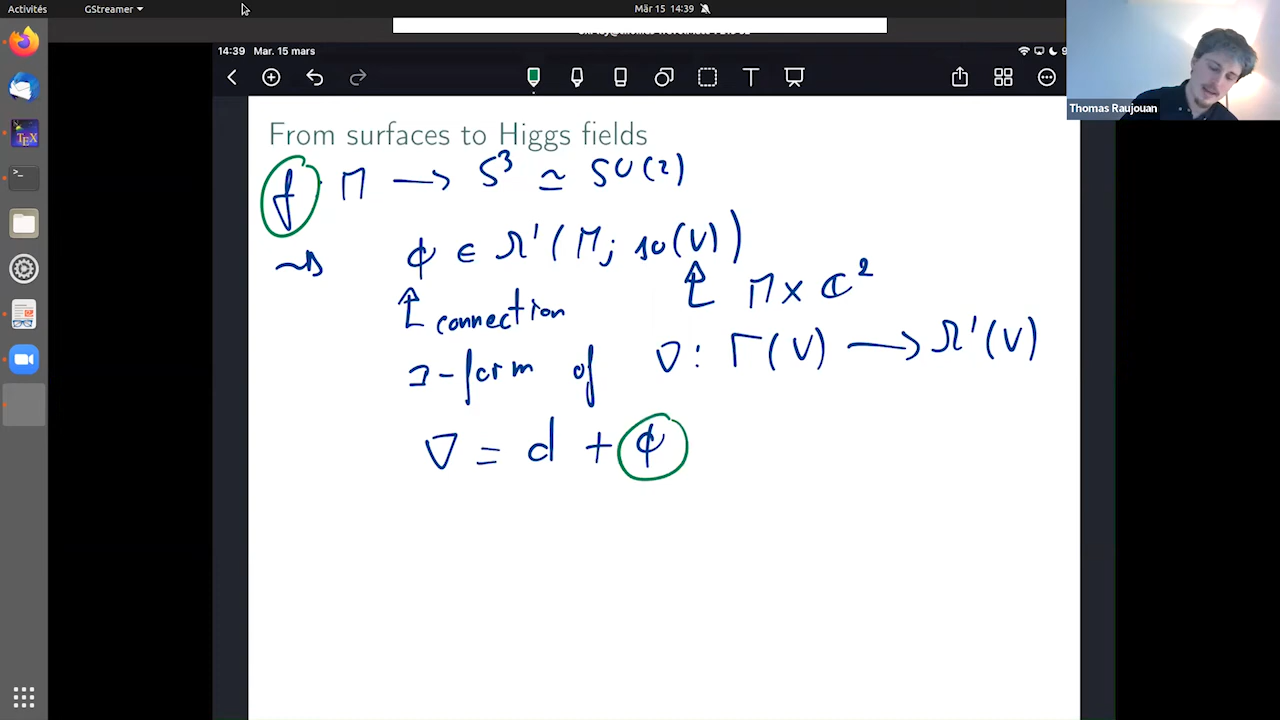 Activités GStreamer Mär 15 14:39
14:39 Mar. 15 mars
Thomas Raujouan
From surfaces to Higgs fields
f : M → S³ ≃ SU(2)
⇝ ϕ ∈ Ω¹(M; su(V))
↑ connection ↑ M × ℂ²
1-form of ∇ : Γ(V) → Ω¹(V)
∇ = d + ϕ